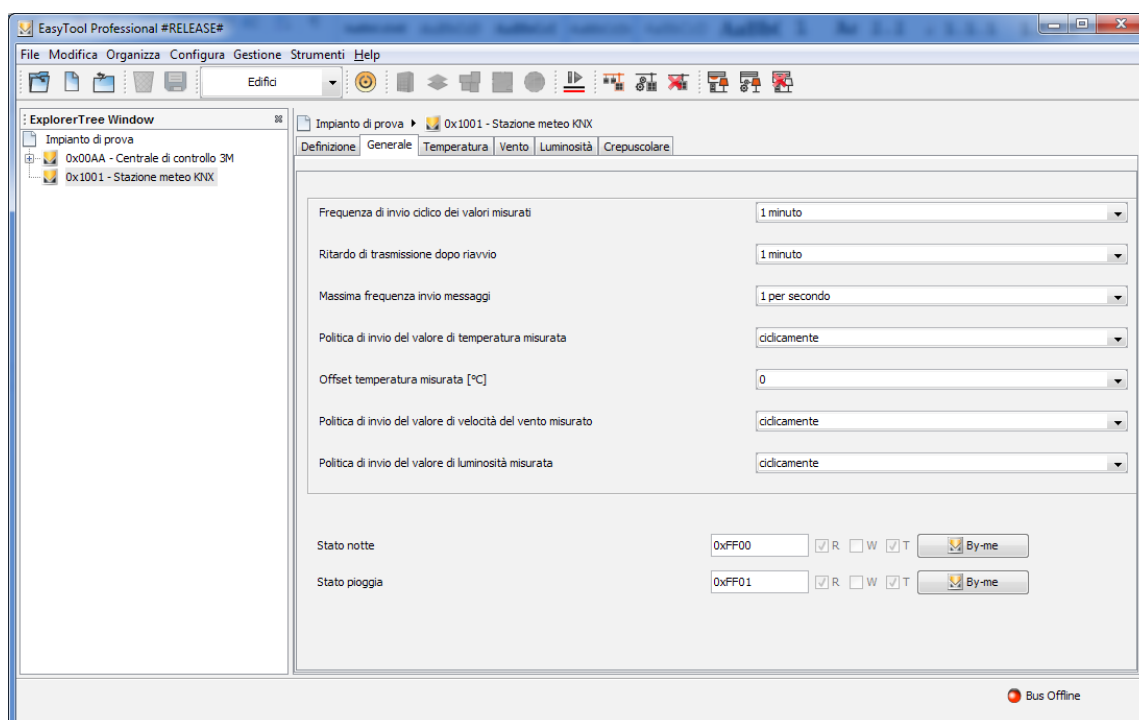 EasyTool Professional #RELEASE#
File Modifica Organizza Configura Gestione Strumenti Help
Edifici
ExplorerTree Window
Impianto di prova
0x00AA - Centrale di controllo 3M
0x1001 - Stazione meteo KNX
Impianto di prova 0x1001 - Stazione meteo KNX
Definizione Generale Temperatura Vento Luminosità Crepuscolare
Frequenza di invio ciclico dei valori misurati 1 minuto
Ritardo di trasmissione dopo riavvio 1 minuto
Massima frequenza invio messaggi 1 per secondo
Politica di invio del valore di temperatura misurata ciclicamente
Offset temperatura misurata [°C] 0
Politica di invio del valore di velocità del vento misurato ciclicamente
Politica di invio del valore di luminosità misurata ciclicamente
Stato notte 0xFF00 R W T By-me
Stato pioggia 0xFF01 R W T By-me
Bus Offline